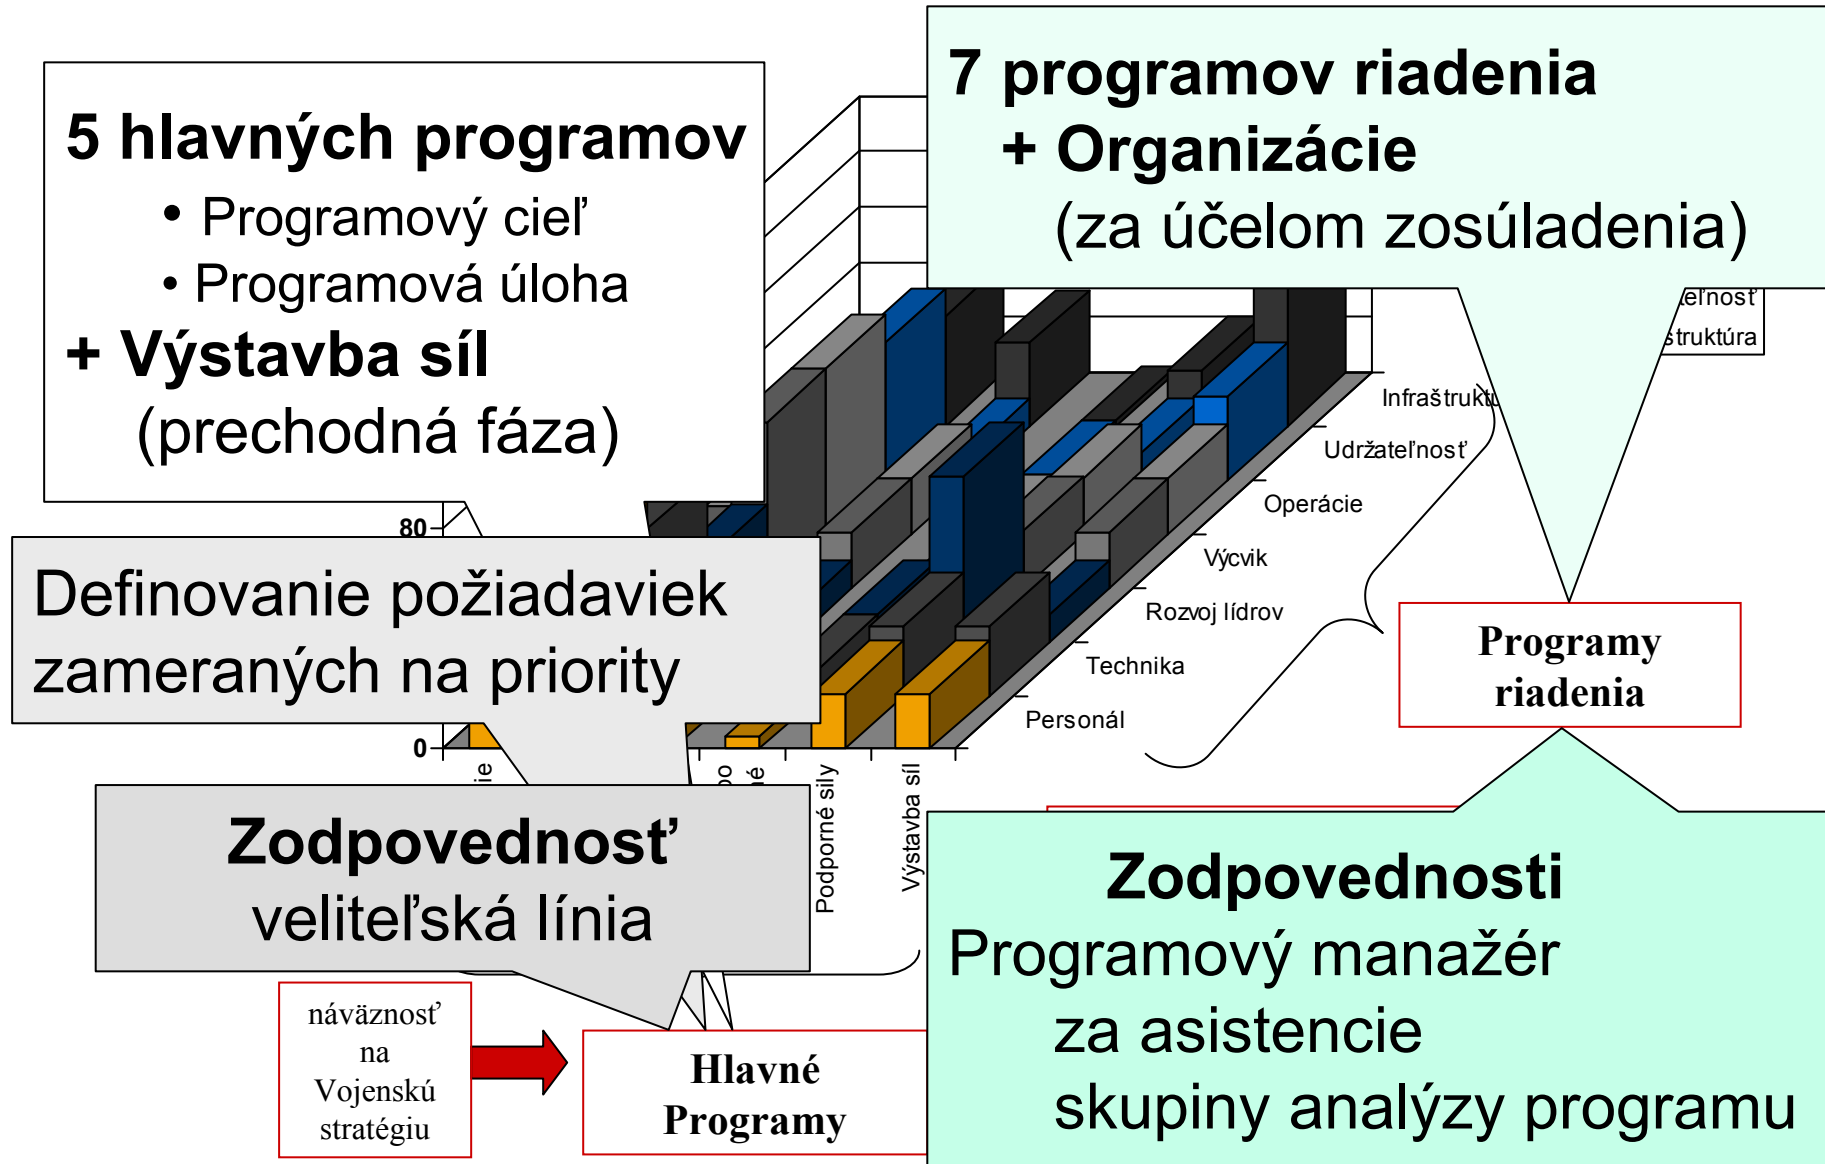 5 hlavných programov
• Programový cieľ
• Programová úloha
+ Výstavba síl
(prechodná fáza)
7 programov riadenia
+ Organizácie
(za účelom zosúladenia)
Udržateľnosť
Operácie
Výcvik
Rozvoj lídrov
Technika
Personál
80
0
Definovanie požiadaviek
zameraných na priority
Podporné sily
Výstavba síl
Zodpovednosť
veliteľská línia
Programy
riadenia
Zodpovednosti
Programový manažér
za asistencie
skupiny analýzy programu
náväznosť
na
Vojenskú
stratégiu
Hlavné
Programy